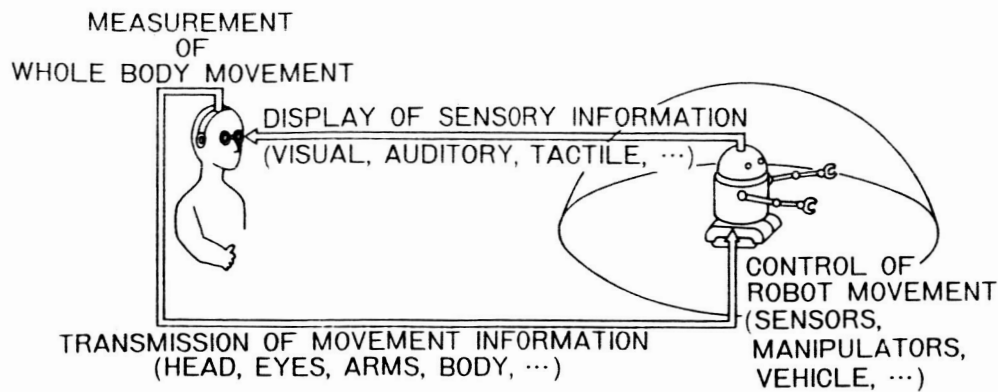 MEASUREMENT
OF
WHOLE BODY MOVEMENT
DISPLAY OF SENSORY INFORMATION
(VISUAL, AUDITORY, TACTILE, ···)
CONTROL OF
ROBOT MOVEMENT
(SENSORS,
MANIPULATORS,
VEHICLE, ···)
TRANSMISSION OF MOVEMENT INFORMATION
(HEAD, EYES, ARMS, BODY, ···)